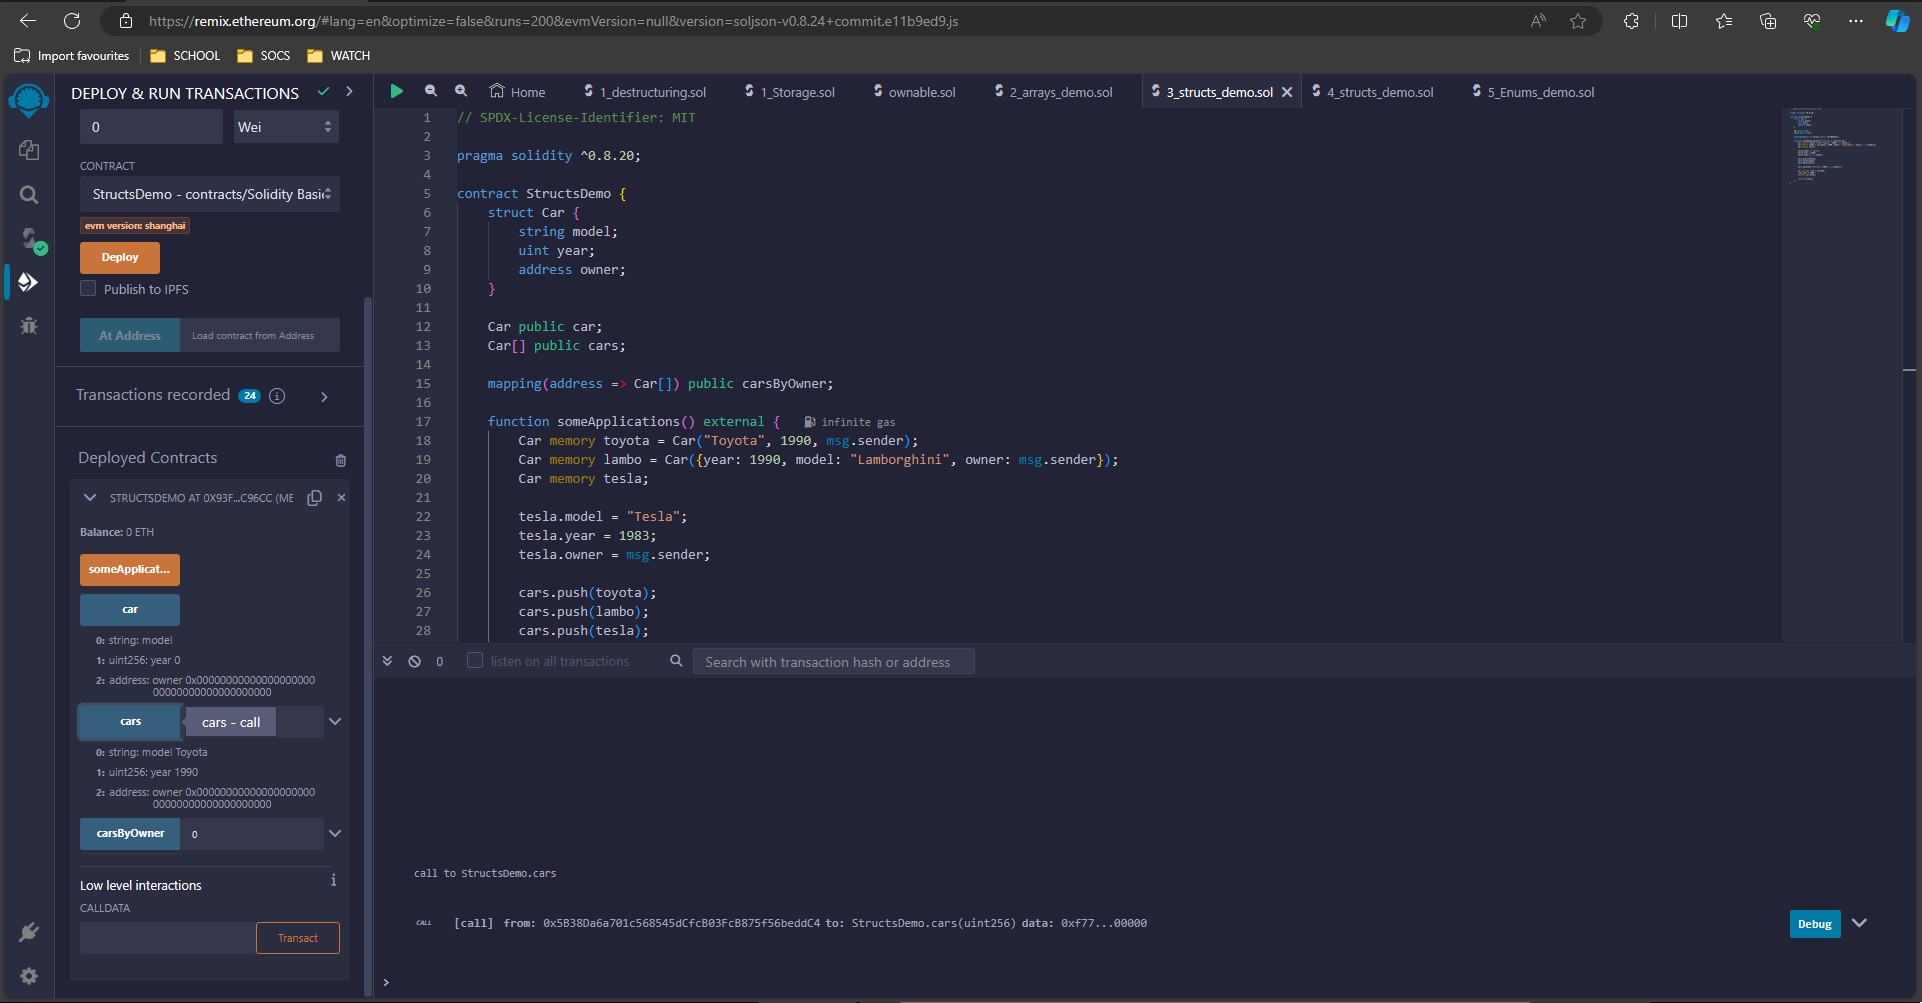 https://remix.ethereum.org/#lang=en&optimize=false&runs=200&evmVersion=null&version=soljson-v0.8.24+commit.e11b9ed9.js
Import favourites
SCHOOL
SOCS
WATCH
DEPLOY & RUN TRANSACTIONS
0
Wei
CONTRACT
StructsDemo - contracts/Solidity Basic
evm version: shanghai
Deploy
Publish to IPFS
At Address
Load contract from Address
Transactions recorded 24 i
Deployed Contracts
STRUCTSDEMO AT 0X93F...C96CC (ME
Balance: 0 ETH
someApplicat...
car
0: string: model
1: uint256: year 0
2: address: owner 0x00000000000000000000
00000000000000000000
cars
cars - call
0: string: model Toyota
1: uint256: year 1990
2: address: owner 0x00000000000000000000
00000000000000000000
carsByOwner
0
Low level interactions
i
CALLDATA
Transact
Home
1_destructuring.sol
1_Storage.sol
ownable.sol
2_arrays_demo.sol
3_structs_demo.sol
4_structs_demo.sol
5_Enums_demo.sol
1 // SPDX-License-Identifier: MIT
2
3 pragma solidity ^0.8.20;
4
5 contract StructsDemo {
6 struct Car {
7 string model;
8 uint year;
9 address owner;
10 }
11
12 Car public car;
13 Car[] public cars;
14
15 mapping(address => Car[]) public carsByOwner;
16
17 function someApplications() external { infinite gas
18 Car memory toyota = Car("Toyota", 1990, msg.sender);
19 Car memory lambo = Car({year: 1990, model: "Lamborghini", owner: msg.sender});
20 Car memory tesla;
21
22 tesla.model = "Tesla";
23 tesla.year = 1983;
24 tesla.owner = msg.sender;
25
26 cars.push(toyota);
27 cars.push(lambo);
28 cars.push(tesla);
0
listen on all transactions
Search with transaction hash or address
call to StructsDemo.cars
CALL [call] from: 0x5B38Da6a701c568545dCfcB03FcB875f56beddC4 to: StructsDemo.cars(uint256) data: 0xf77...00000
Debug
>